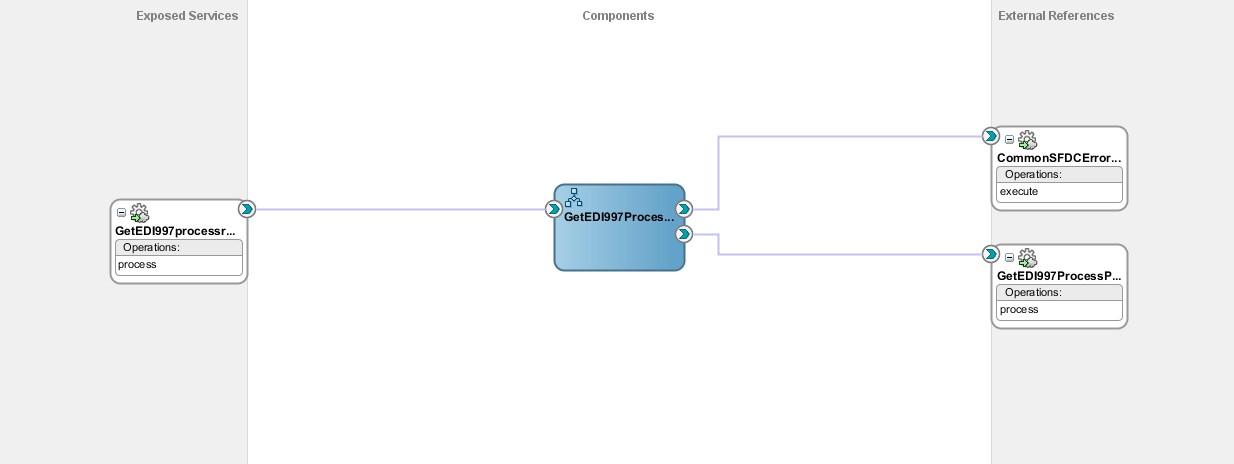 Exposed Services
Components
External References
GetEDI997processr...
Operations:
process
GetEDI997Proces...
CommonSFDCError...
Operations:
execute
GetEDI997ProcessP...
Operations:
process